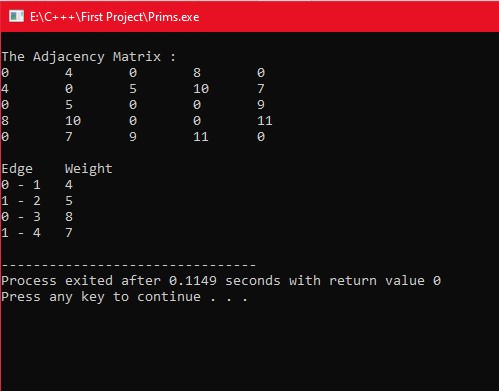 E:\C+++\First Project\Prims.exe
The Adjacency Matrix :
0 4 0 8 0
4 0 5 10 7
0 5 0 0 9
8 10 0 0 11
0 7 9 11 0
Edge Weight
0 - 1 4
1 - 2 5
0 - 3 8
1 - 4 7
--------------------------------
Process exited after 0.1149 seconds with return value 0
Press any key to continue . . .